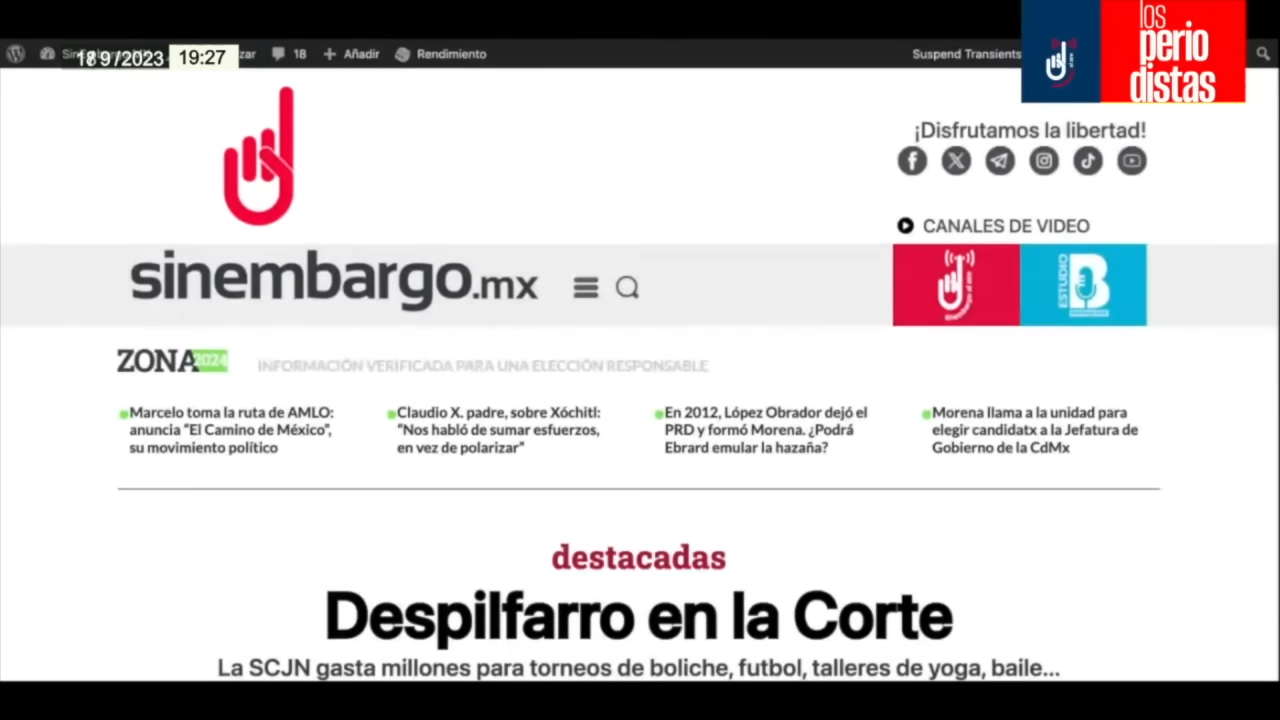 18 9/2023 19:27
18
Añadir
Rendimiento
Suspend Transients
los
perio
distas
¡Disfrutamos la libertad!
CANALES DE VIDEO
sinembargo.mx
ESTUDIO
B
ZONA 2024
INFORMACIÓN VERIFICADA PARA UNA ELECCIÓN RESPONSABLE
Marcelo toma la ruta de AMLO:
anuncia “El Camino de México”,
su movimiento político
Claudio X. padre, sobre Xóchitl:
“Nos habló de sumar esfuerzos,
en vez de polarizar”
En 2012, López Obrador dejó el
PRD y formó Morena. ¿Podrá
Ebrard emular la hazaña?
Morena llama a la unidad para
elegir candidatx a la Jefatura de
Gobierno de la CdMx
destacadas
Despilfarro en la Corte
La SCJN gasta millones para torneos de boliche, futbol, talleres de yoga, baile...